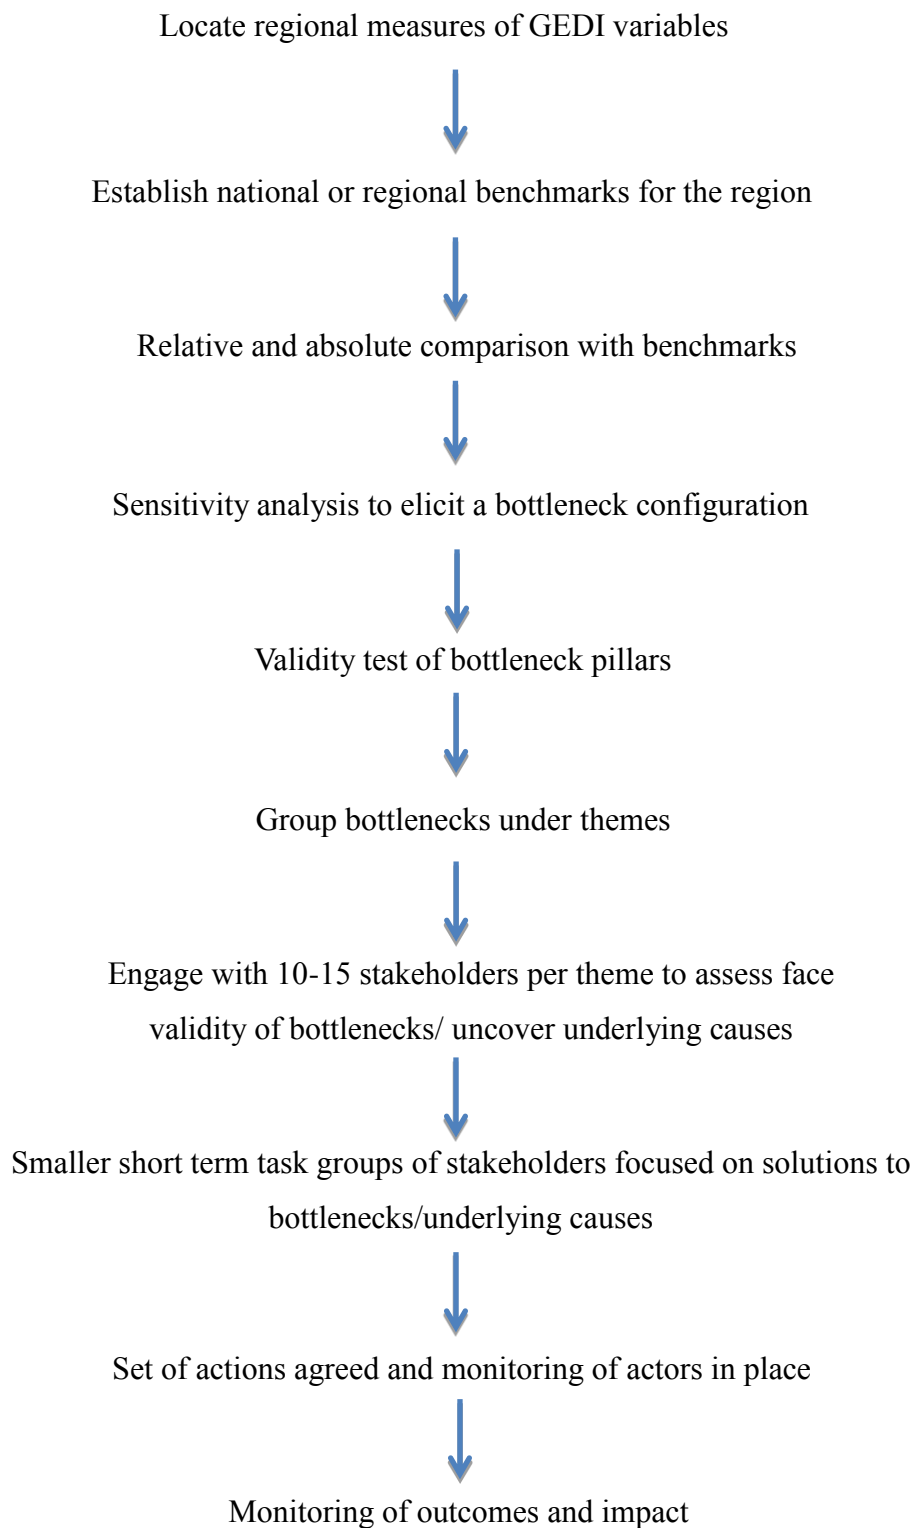 Locate regional measures of GEDI variables
Establish national or regional benchmarks for the region
Relative and absolute comparison with benchmarks
Sensitivity analysis to elicit a bottleneck configuration
Validity test of bottleneck pillars
Group bottlenecks under themes
Engage with 10-15 stakeholders per theme to assess face
validity of bottlenecks/ uncover underlying causes
Smaller short term task groups of stakeholders focused on solutions to
bottlenecks/underlying causes
Set of actions agreed and monitoring of actors in place
Monitoring of outcomes and impact